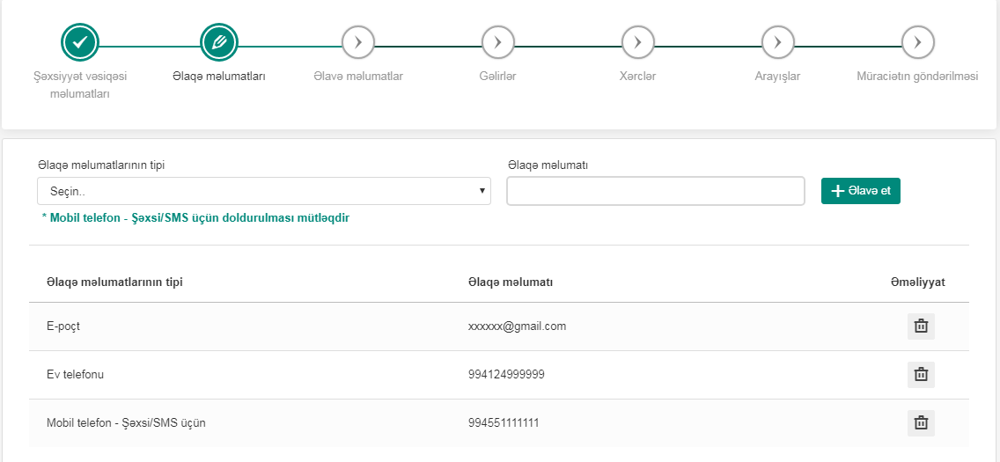 Şəxsiyyət vəsiqəsi
məlumatları
Əlaqə məlumatları
Əlavə məlumatlar
Gəlirlər
Xərclər
Arayışlar
Müraciətin göndərilməsi
Əlaqə məlumatlarının tipi
Əlaqə məlumatı
Seçin..
Əlavə et
* Mobil telefon - Şəxsi/SMS üçün doldurulması mütləqdir
Əlaqə məlumatlarının tipi Əlaqə məlumatı Əməliyyat
E-poçt xxxxxx@gmail.com
Ev telefonu 994124999999
Mobil telefon - Şəxsi/SMS üçün 994551111111